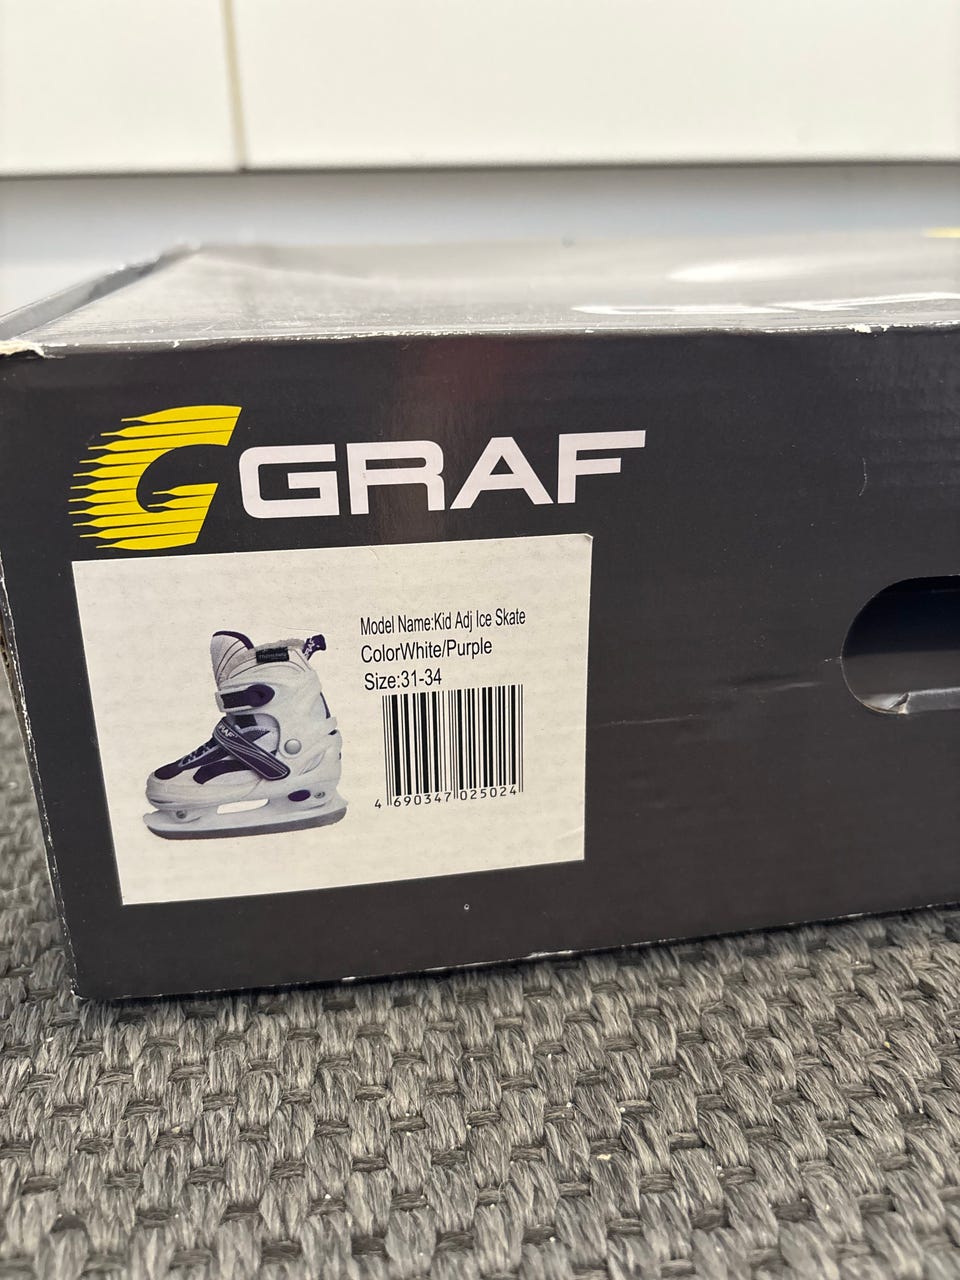 GRAF
Model Name:Kid Adj Ice Skate
ColorWhite/Purple
Size:31-34
4 690347 025024